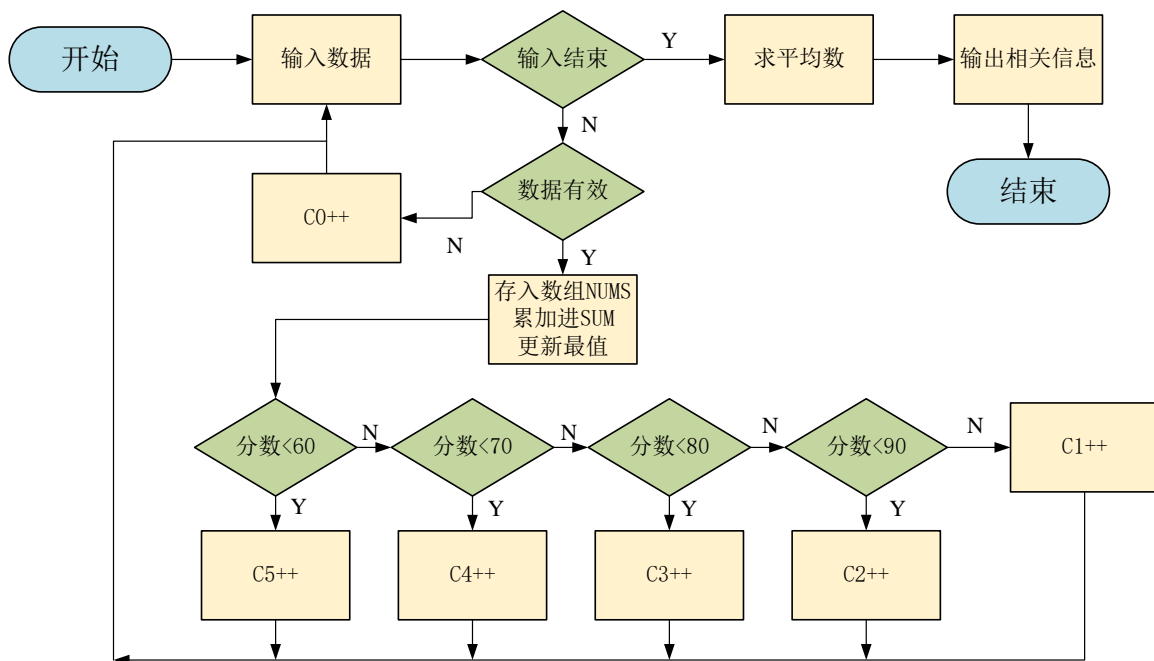 开始
输入数据
输入结束
Y
求平均数
输出相关信息
N
结束
数据有效
C0++
N
Y
存入数组NUMS
累加进SUM
更新最值
分数<60
N
分数<70
N
分数<80
N
分数<90
N
C1++
Y
Y
Y
Y
C5++
C4++
C3++
C2++